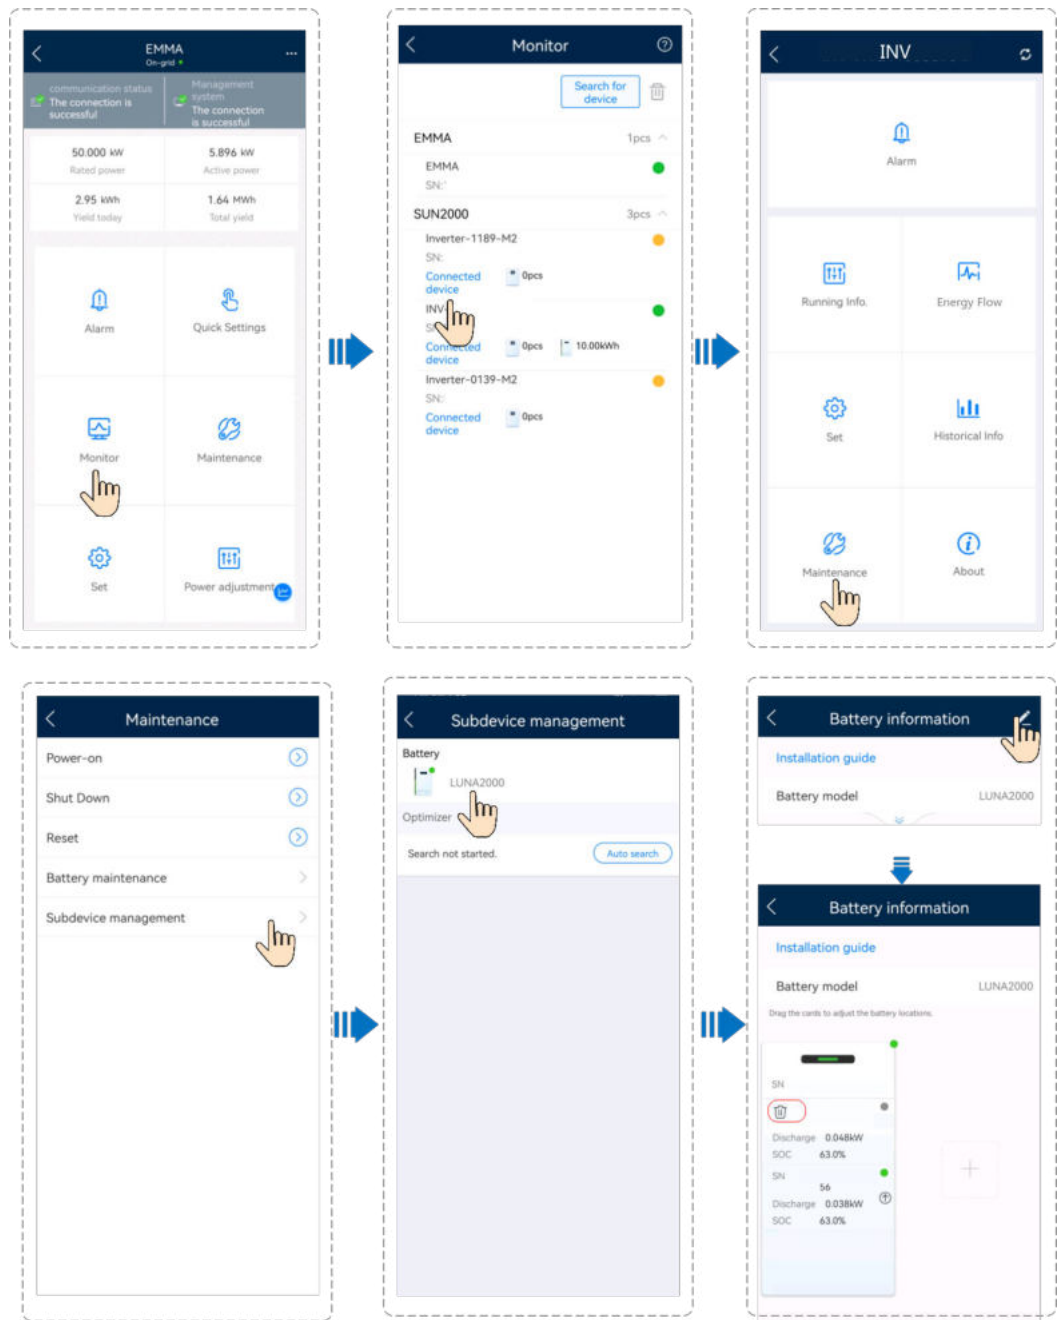 EMMA
On-grid
communication status
The connection is
successful
Management
system
The connection
is successful
50.000 kW
Rated power
5.896 kW
Active power
2.95 kWh
Yield today
1.64 MWh
Total yield
Alarm
Quick Settings
Monitor
Maintenance
Set
Power adjustment
Monitor
Search for
device
EMMA
1pcs
EMMA
SN:
SUN2000
3pcs
Inverter-1189-M2
SN:
Connected
device
0pcs
INV-
Connected
device
0pcs
10.00kWh
Inverter-0139-M2
SN:
Connected
device
0pcs
INV
Alarm
Running Info.
Energy Flow
Set
Historical Info
Maintenance
About
Maintenance
Power-on
Shut Down
Reset
Battery maintenance
Subdevice management
Subdevice management
Battery
LUNA2000
Optimizer
Search not started.
Auto search
Battery information
Installation guide
Battery model
LUNA2000
Battery information
Installation guide
Battery model
LUNA2000
Drag the cards to adjust the battery locations.
SN
Discharge 0.048kW
SOC 63.0%
SN
56
Discharge 0.038kW
SOC 63.0%